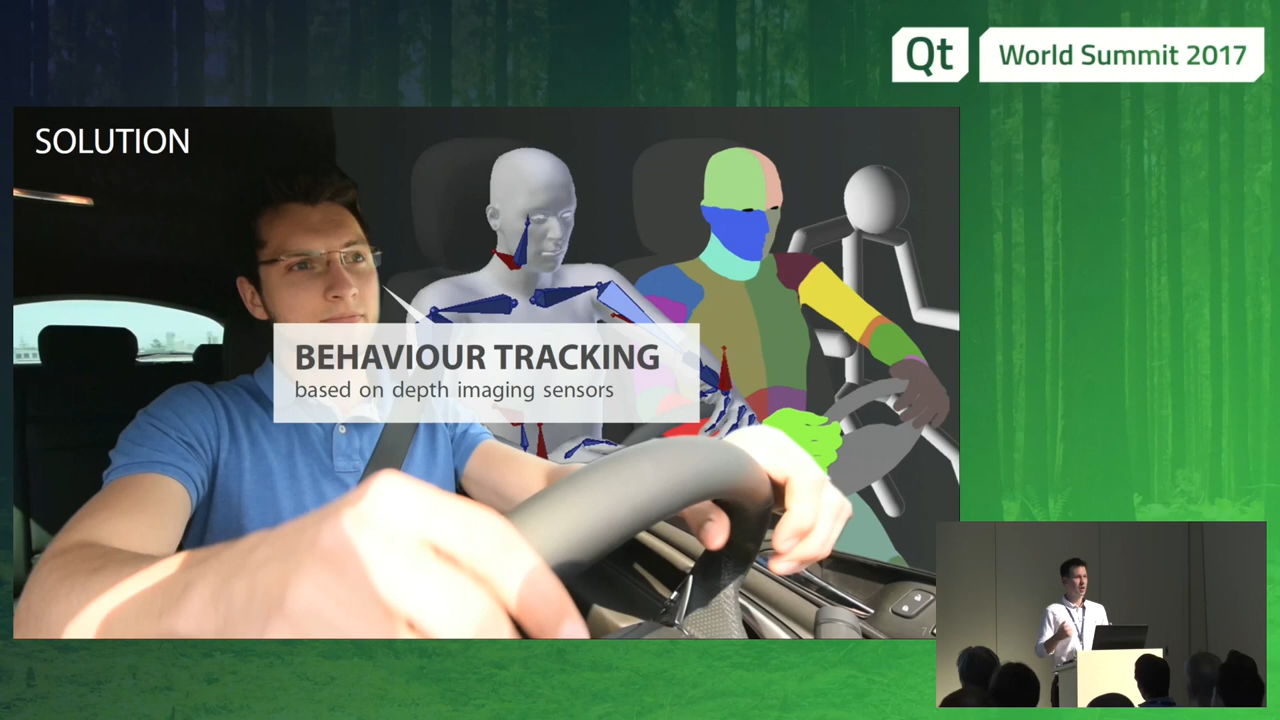 Qt
World Summit 2017
SOLUTION
BEHAVIOUR TRACKING
based on depth imaging sensors